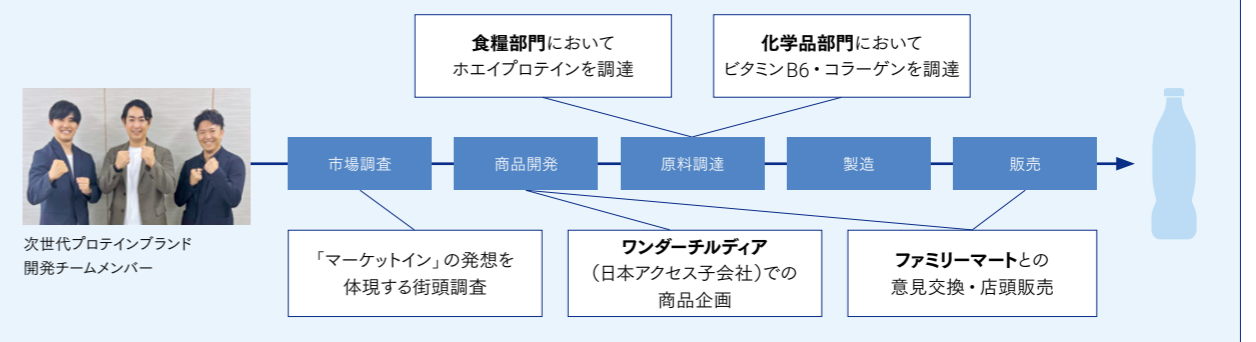 食糧部門において
ホエイプロテインを調達
化学品部門において
ビタミンB6・コラーゲンを調達
市場調査
商品開発
原料調達
製造
販売
次世代プロテインブランド
開発チームメンバー
「マーケットイン」の発想を
体現する街頭調査
ワンダーチルディア
（日本アクセス子会社）での
商品企画
ファミリーマートとの
意見交換・店頭販売